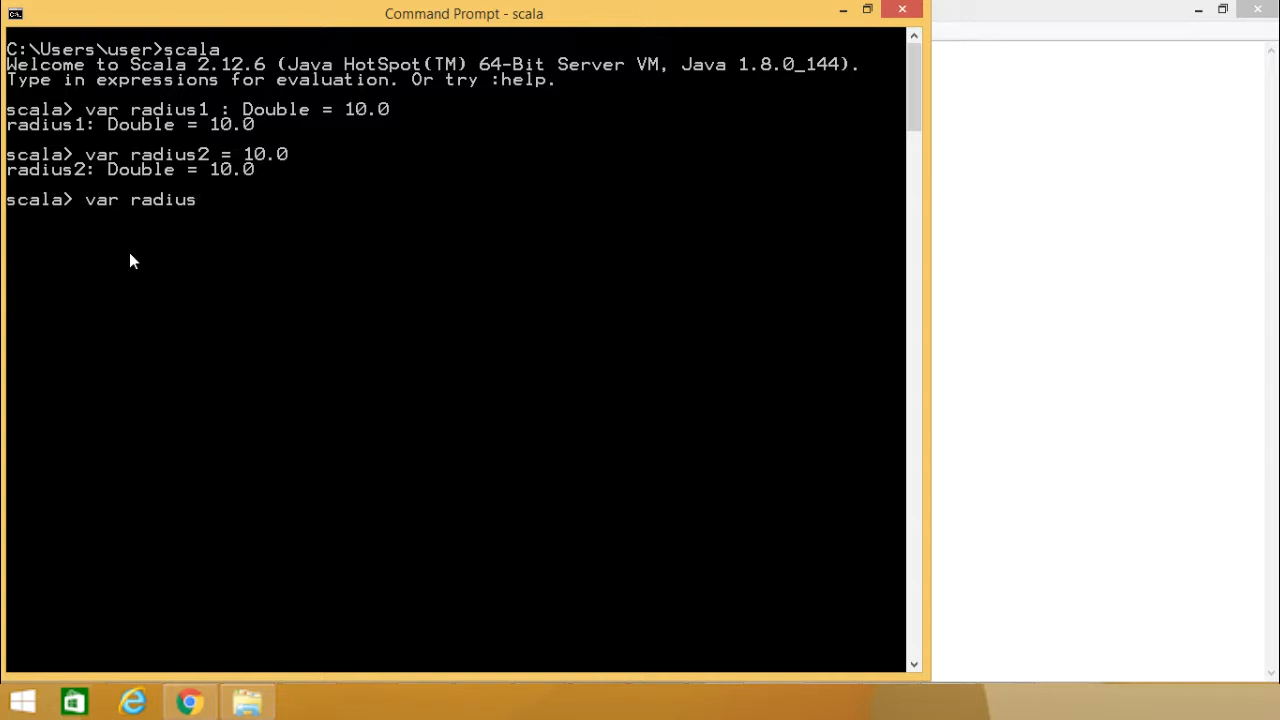 Command Prompt - scala
C:\Users\user>scala
Welcome to Scala 2.12.6 (Java HotSpot(TM) 64-Bit Server VM, Java 1.8.0_144).
Type in expressions for evaluation. Or try :help.
scala> var radius1 : Double = 10.0
radius1: Double = 10.0
scala> var radius2 = 10.0
radius2: Double = 10.0
scala> var radius